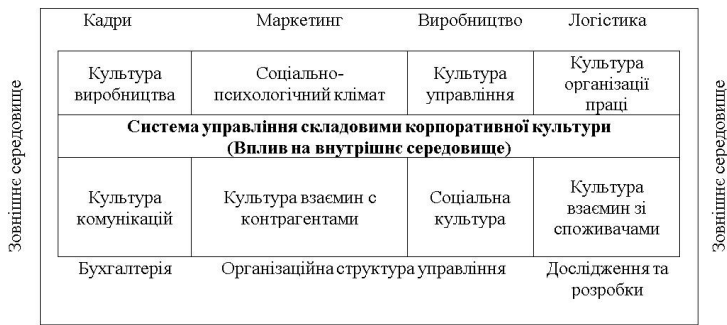 Кадри Маркетинг Виробництво Логістика
Зовнішнє середовище
Культура виробництва
Соціально-
психологічний клімат
Культура
управління
Культура
організації
праці
Система управління складовими корпоративної культури
(Вплив на внутрішнє середовище)
Культура
комунікацій
Культура взаємин с
контрагентами
Соціальна
культура
Культура
взаємин зі
споживачами
Бухгалтерія Організаційна структура управління Дослідження та
розробки
Зовнішнє середовище